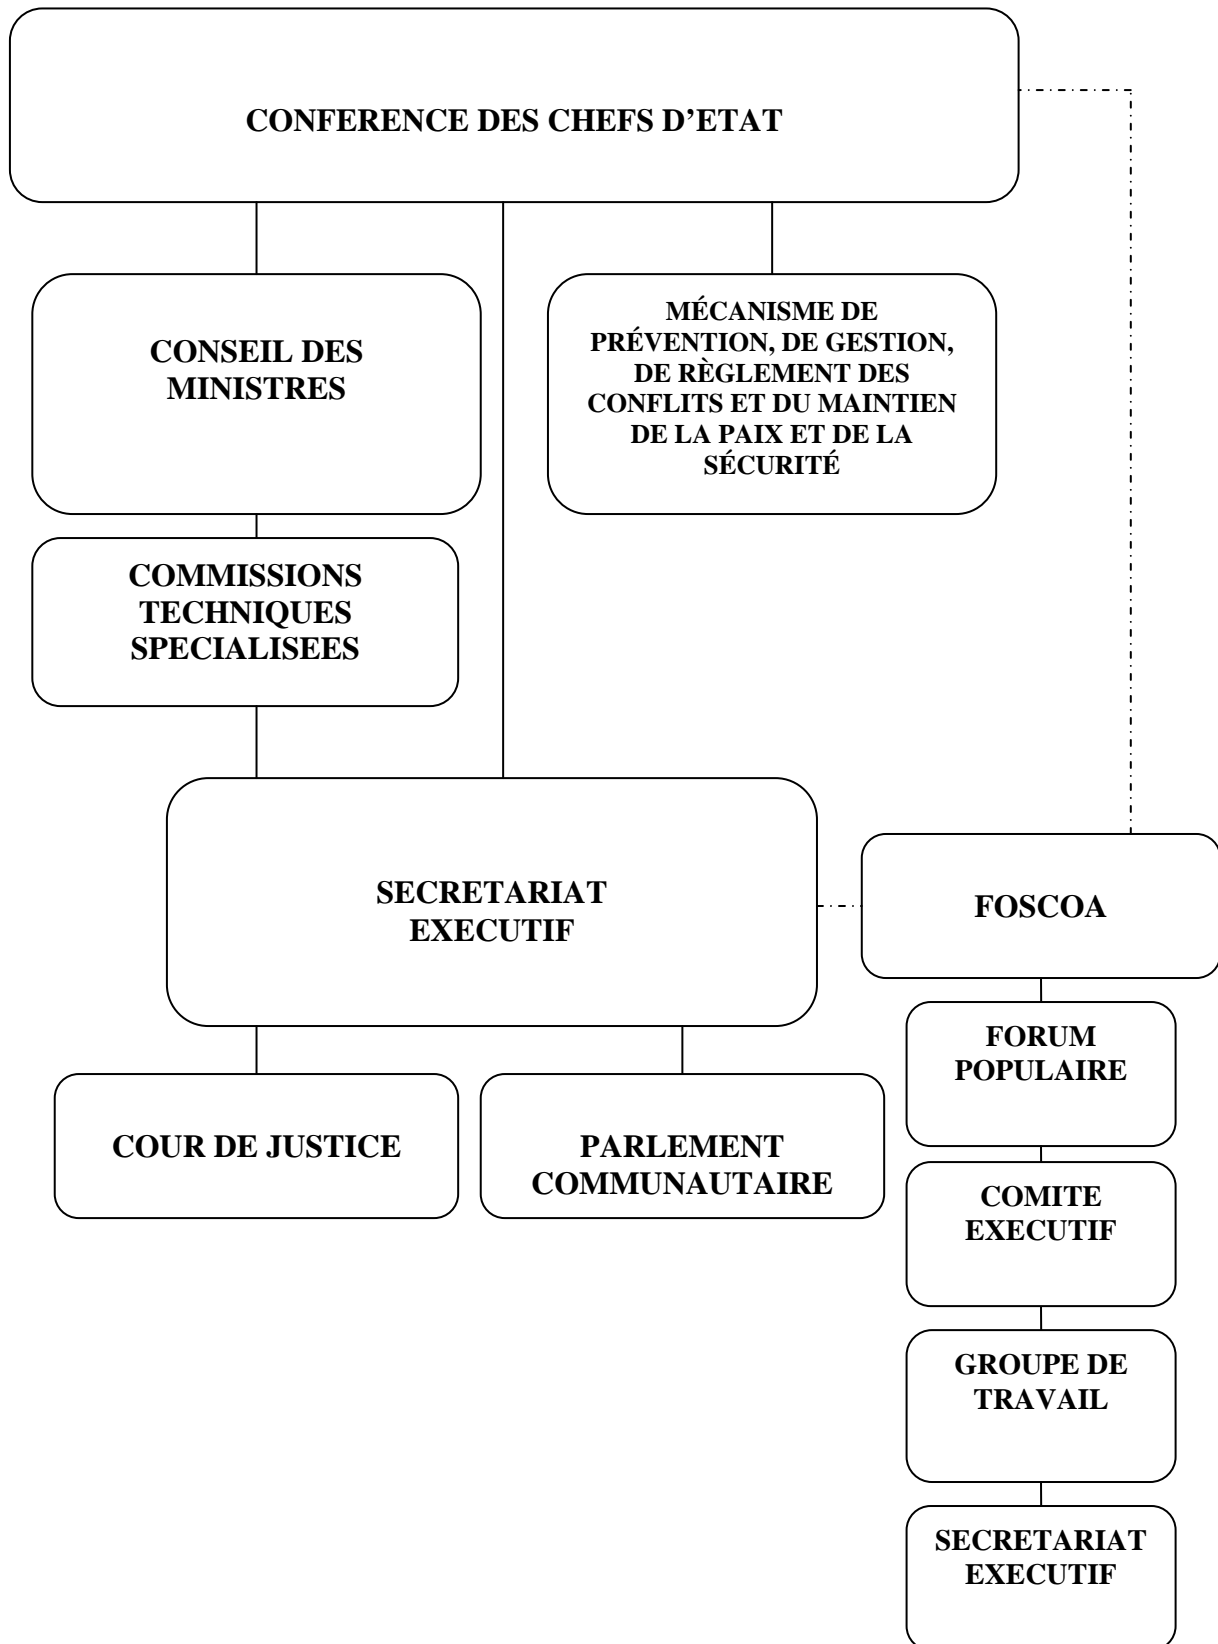 CONFERENCE DES CHEFS D’ETAT
CONSEIL DES
MINISTRES
MÉCANISME DE
PRÉVENTION, DE GESTION,
DE RÈGLEMENT DES
CONFLITS ET DU MAINTIEN
DE LA PAIX ET DE LA
SÉCURITÉ
COMMISSIONS
TECHNIQUES
SPECIALISEES
SECRETARIAT
EXECUTIF
FOSCOA
FORUM
POPULAIRE
COUR DE JUSTICE
PARLEMENT
COMMUNAUTAIRE
COMITE
EXECUTIF
GROUPE DE
TRAVAIL
SECRETARIAT
EXECUTIF